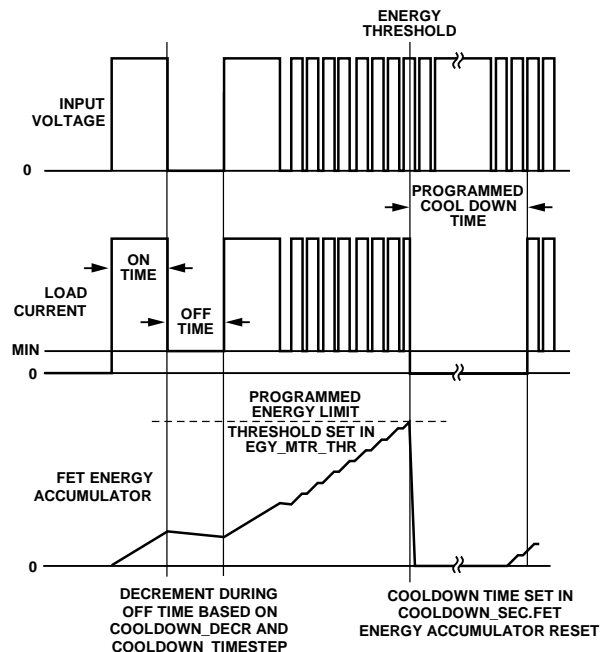 ENERGY
THRESHOLD
INPUT
VOLTAGE
0
PROGRAMMED
COOL DOWN
TIME
ON
TIME
OFF
TIME
LOAD
CURRENT
MIN
0
PROGRAMMED
ENERGY LIMIT
THRESHOLD SET IN
EGY_MTR_THR
FET ENERGY
ACCUMULATOR
0
DECREMENT DURING
OFF TIME BASED ON
COOLDOWN_DECR AND
COOLDOWN_TIMESTEP
COOLDOWN TIME SET IN
COOLDOWN_SEC.FET
ENERGY ACCUMULATOR RESET